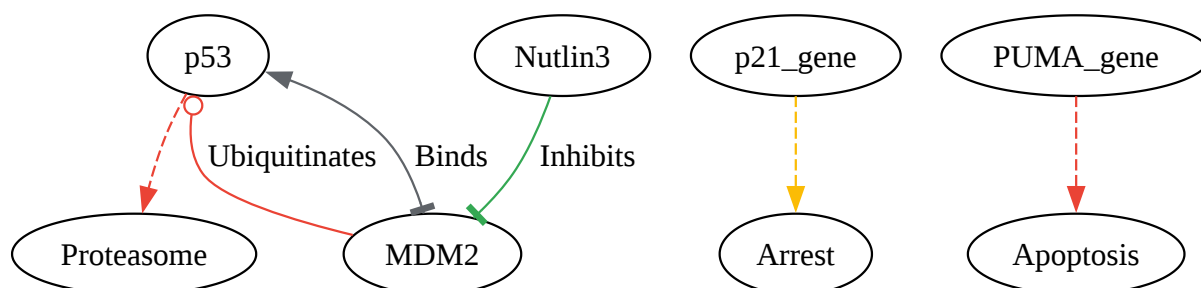 p53
Nutlin3
p21_gene
PUMA_gene
Ubiquitinates
Binds
Inhibits
Proteasome
MDM2
Arrest
Apoptosis